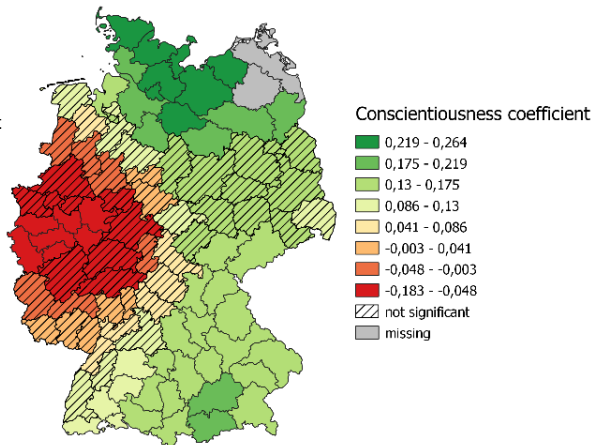 Conscientiousness coefficient
0,219 - 0,264
0,175 - 0,219
0,13 - 0,175
0,086 - 0,13
0,041 - 0,086
-0,003 - 0,041
-0,048 - -0,003
-0,183 - -0,048
not significant
missing